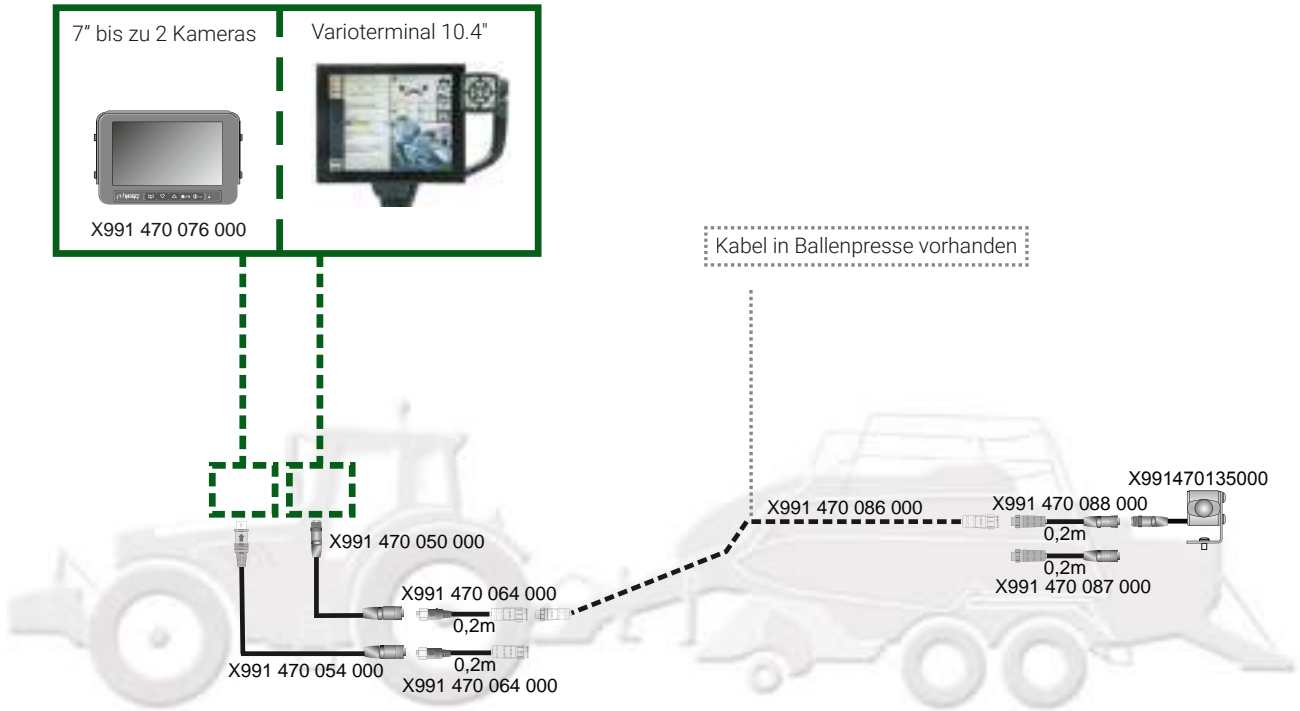 7” bis zu 2 Kameras
Varioterminal 10.4"
X991 470 076 000
Kabel in Ballenpresse vorhanden
X991470135000
X991 470 086 000
X991 470 088 000
0,2m
0,2m
X991 470 087 000
X991 470 050 000
X991 470 064 000
0,2m
X991 470 054 000
0,2m
X991 470 064 000